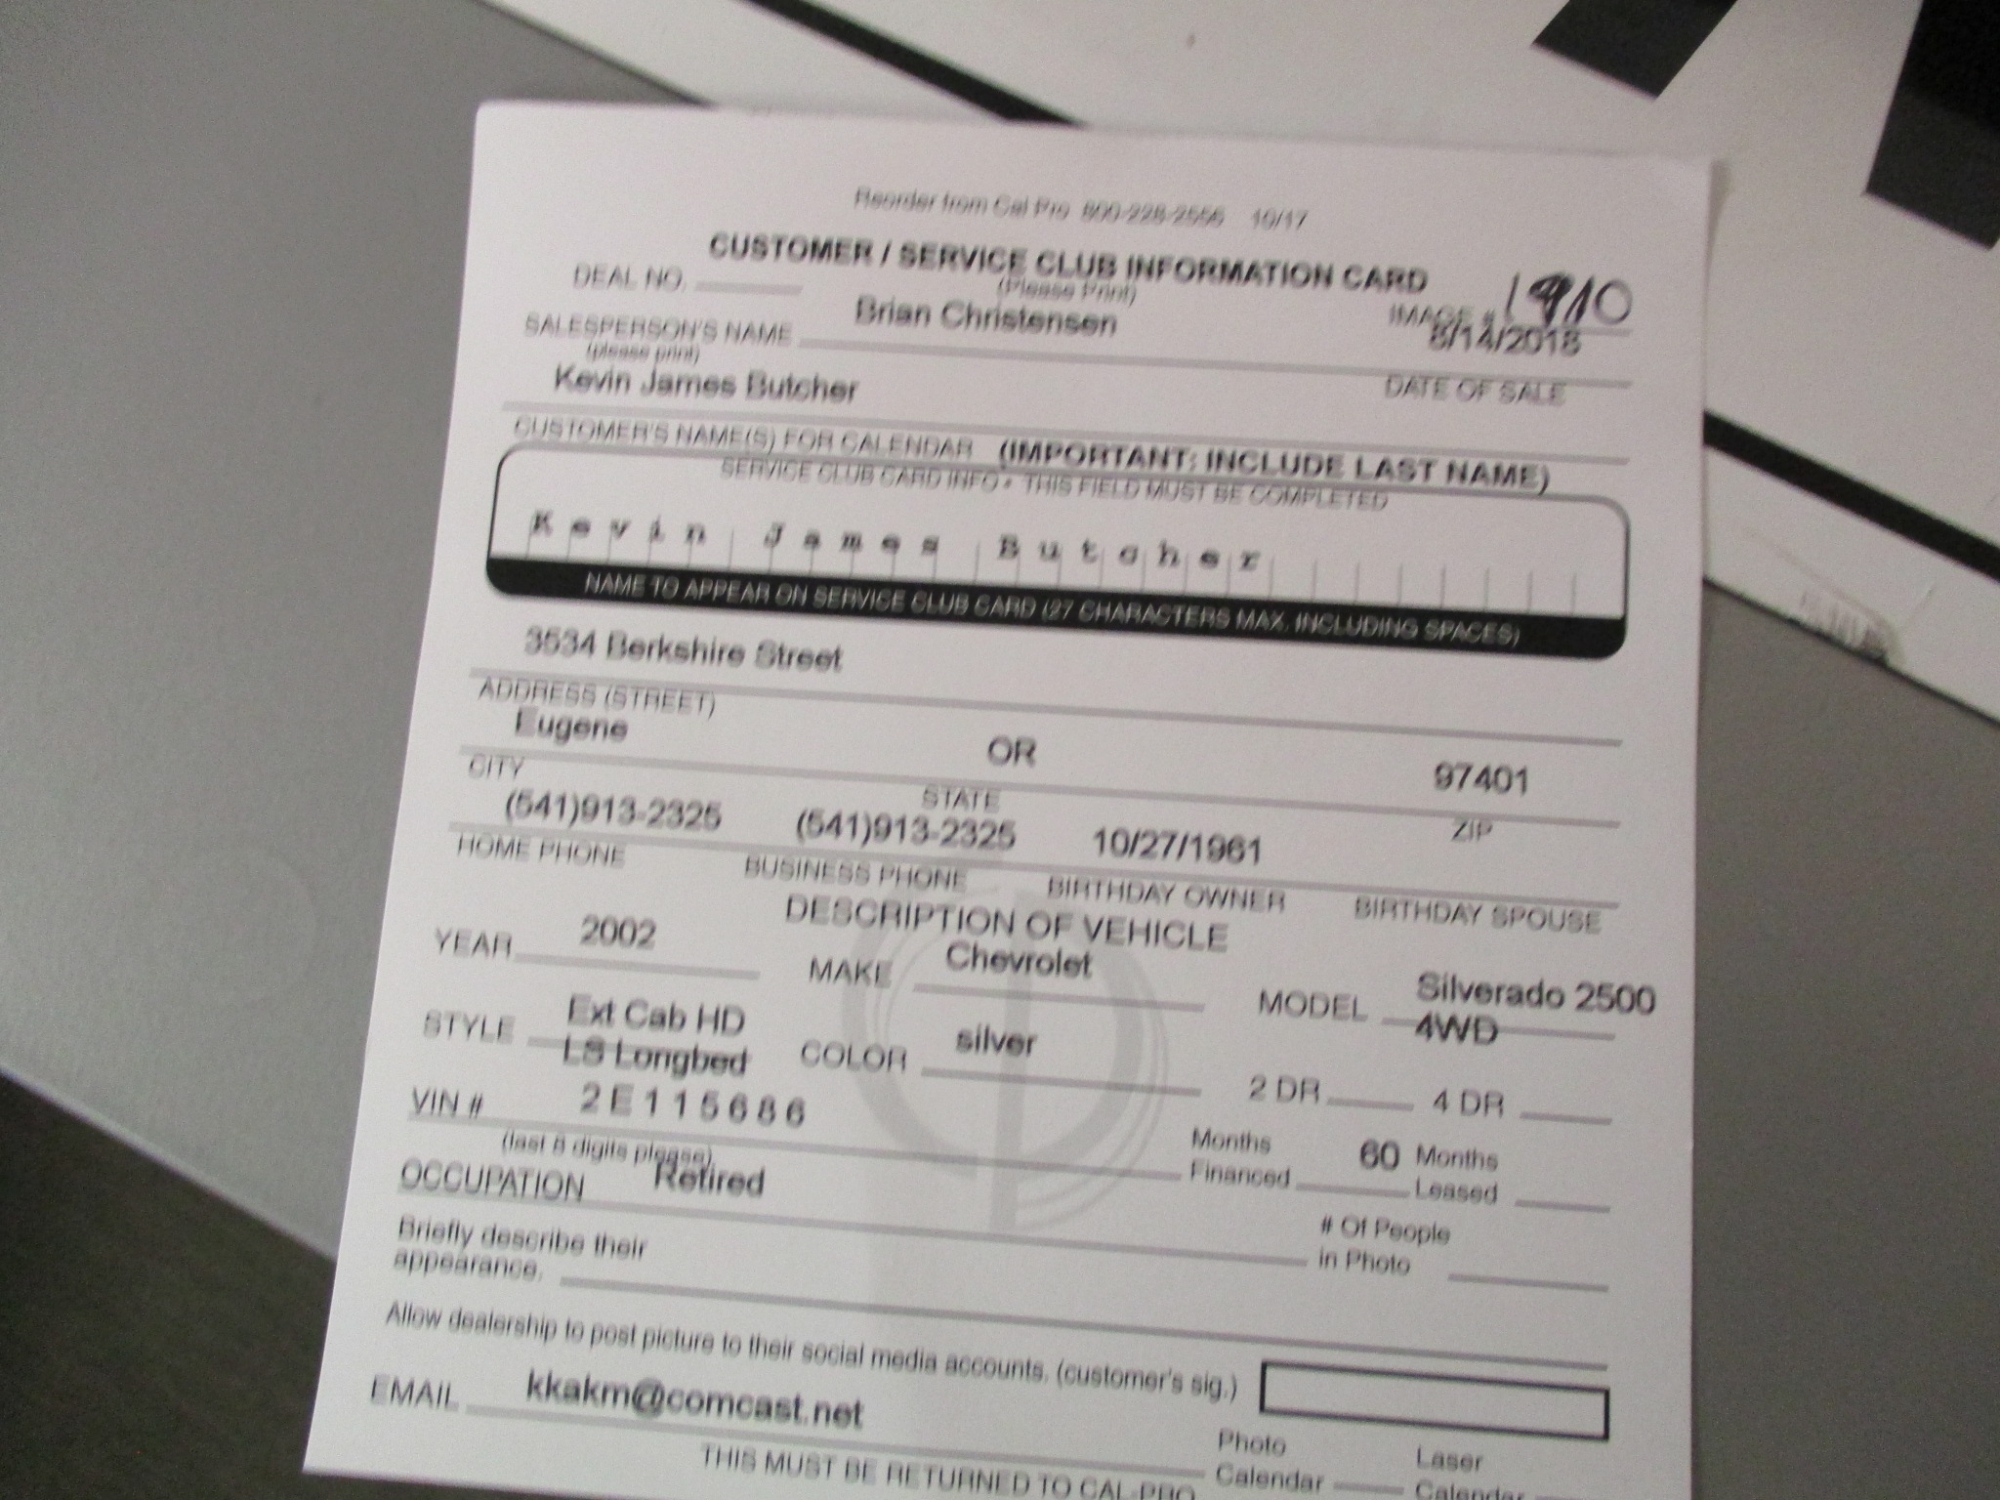 Reorder from Cal Pro 800-228-2556 10/17
CUSTOMER / SERVICE CLUB INFORMATION CARD
DEAL NO.
(Please Print)
IMAGE # 1910
Brian Christensen
8/14/2018
SALESPERSON'S NAME
(please print)
DATE OF SALE
Kevin James Butcher
CUSTOMER'S NAME(S) FOR CALENDAR (IMPORTANT: INCLUDE LAST NAME)
SERVICE CLUB CARD INFO • THIS FIELD MUST BE COMPLETED
Kevin James Butcher
NAME TO APPEAR ON SERVICE CLUB CARD (27 CHARACTERS MAX. INCLUDING SPACES)
3534 Berkshire Street
ADDRESS (STREET)
Eugene OR 97401
CITY STATE ZIP
(541)913-2325 (541)913-2325 10/27/1961
HOME PHONE BUSINESS PHONE BIRTHDAY OWNER BIRTHDAY SPOUSE
DESCRIPTION OF VEHICLE
YEAR 2002 MAKE Chevrolet MODEL Silverado 2500
4WD
STYLE Ext Cab HD
LS Longbed
COLOR silver
2 DR 4 DR
VIN # 2E115686
(last 8 digits please)
Months
Financed 60
Months
Leased
OCCUPATION Retired
# Of People
in Photo
Briefly describe their
appearance.
Allow dealership to post picture to their social media accounts. (customer's sig.)
EMAIL kkakm@comcast.net
Photo
Calendar
Laser
Calendar
THIS MUST BE RETURNED TO CAL-PRO